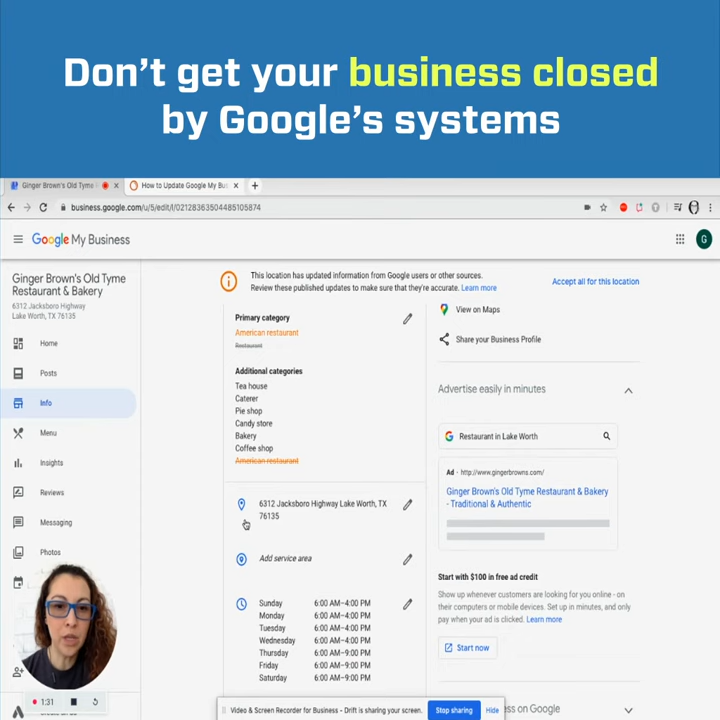 Don't get your business closed
by Google's systems
Ginger Brown's Old Tyme
How to Update Google My Bu
business.google.com/u/5/edit/l/02128363504485105874
Google My Business
G
Ginger Brown's Old Tyme
Restaurant & Bakery
6312 Jacksboro Highway
Lake Worth, TX 76135
Home
Posts
Info
Menu
Insights
Reviews
Messaging
Photos
1:31
This location has updated information from Google users or other sources.
Review these published updates to make sure that they're accurate. Learn more
Accept all for this location
Primary category
American restaurant
Restaurant
Additional categories
Tea house
Caterer
Pie shop
Candy store
Bakery
Coffee shop
American restaurant
6312 Jacksboro Highway Lake Worth, TX
76135
Add service area
Sunday 6:00 AM–4:00 PM
Monday 6:00 AM–4:00 PM
Tuesday 6:00 AM–4:00 PM
Wednesday 6:00 AM–4:00 PM
Thursday 6:00 AM–9:00 PM
Friday 6:00 AM–9:00 PM
Saturday 6:00 AM–9:00 PM
View on Maps
Share your Business Profile
Advertise easily in minutes
Restaurant in Lake Worth
Ad · http://www.gingerbrowns.com/
Ginger Brown's Old Tyme Restaurant & Bakery
- Traditional & Authentic
Start with $100 in free ad credit
Show up whenever customers are looking for you online - on
their computers or mobile devices. Set up in minutes, and only
pay when your ad is clicked. Learn more
Start now
ss on Google
Video & Screen Recorder for Business – Drift is sharing your screen.
Stop sharing
Hide